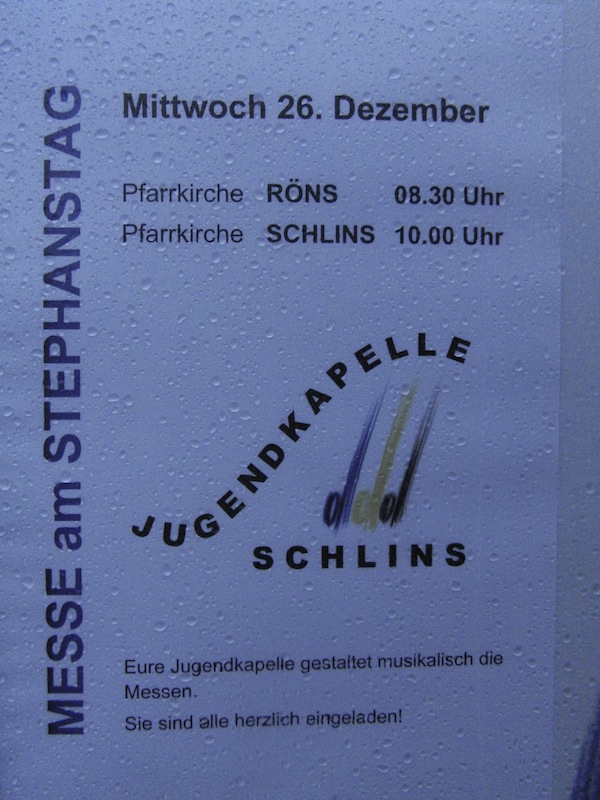 MESSE am STEPHANSTAG
Mittwoch 26. Dezember
Pfarrkirche RÖNS 08.30 Uhr
Pfarrkirche SCHLINS 10.00 Uhr
JUGENDKAPELLE
SCHLINS
Eure Jugendkapelle gestaltet musikalisch die
Messen.
Sie sind alle herzlich eingeladen!